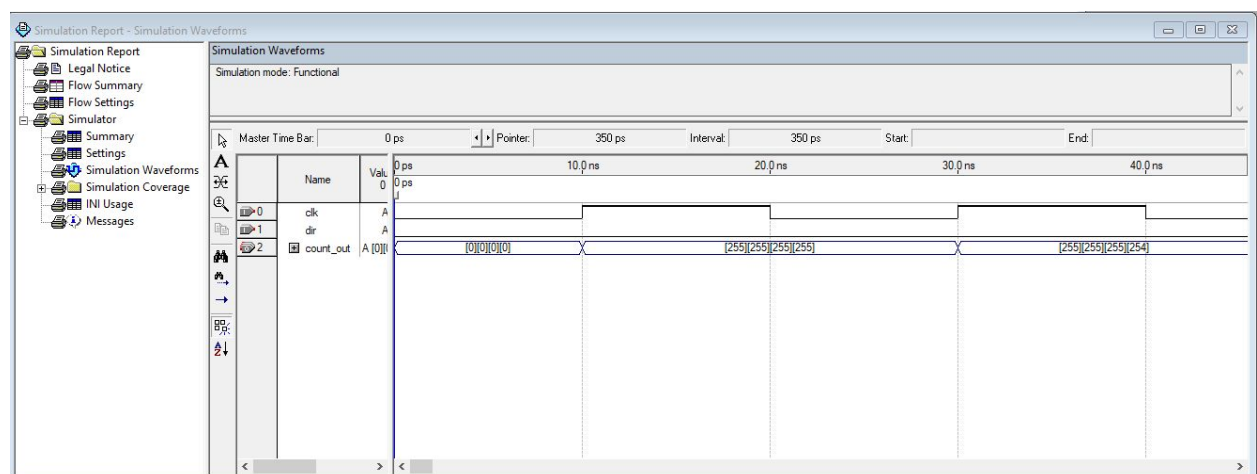 Simulation Report - Simulation Waveforms
Simulation Report
Legal Notice
Flow Summary
Flow Settings
Simulator
Summary
Settings
Simulation Waveforms
Simulation Coverage
INI Usage
Messages
Simulation Waveforms
Simulation mode: Functional
Master Time Bar: 0 ps Pointer: 350 ps Interval: 350 ps Start: End:
Name Valu 0
0 ps 10.0 ns 20.0 ns 30.0 ns 40.0 ns
0 ps
0 clk A
1 dir A
2 count_out A [0][( [0][0][0][0] [255][255][255][255] [255][255][255][254]